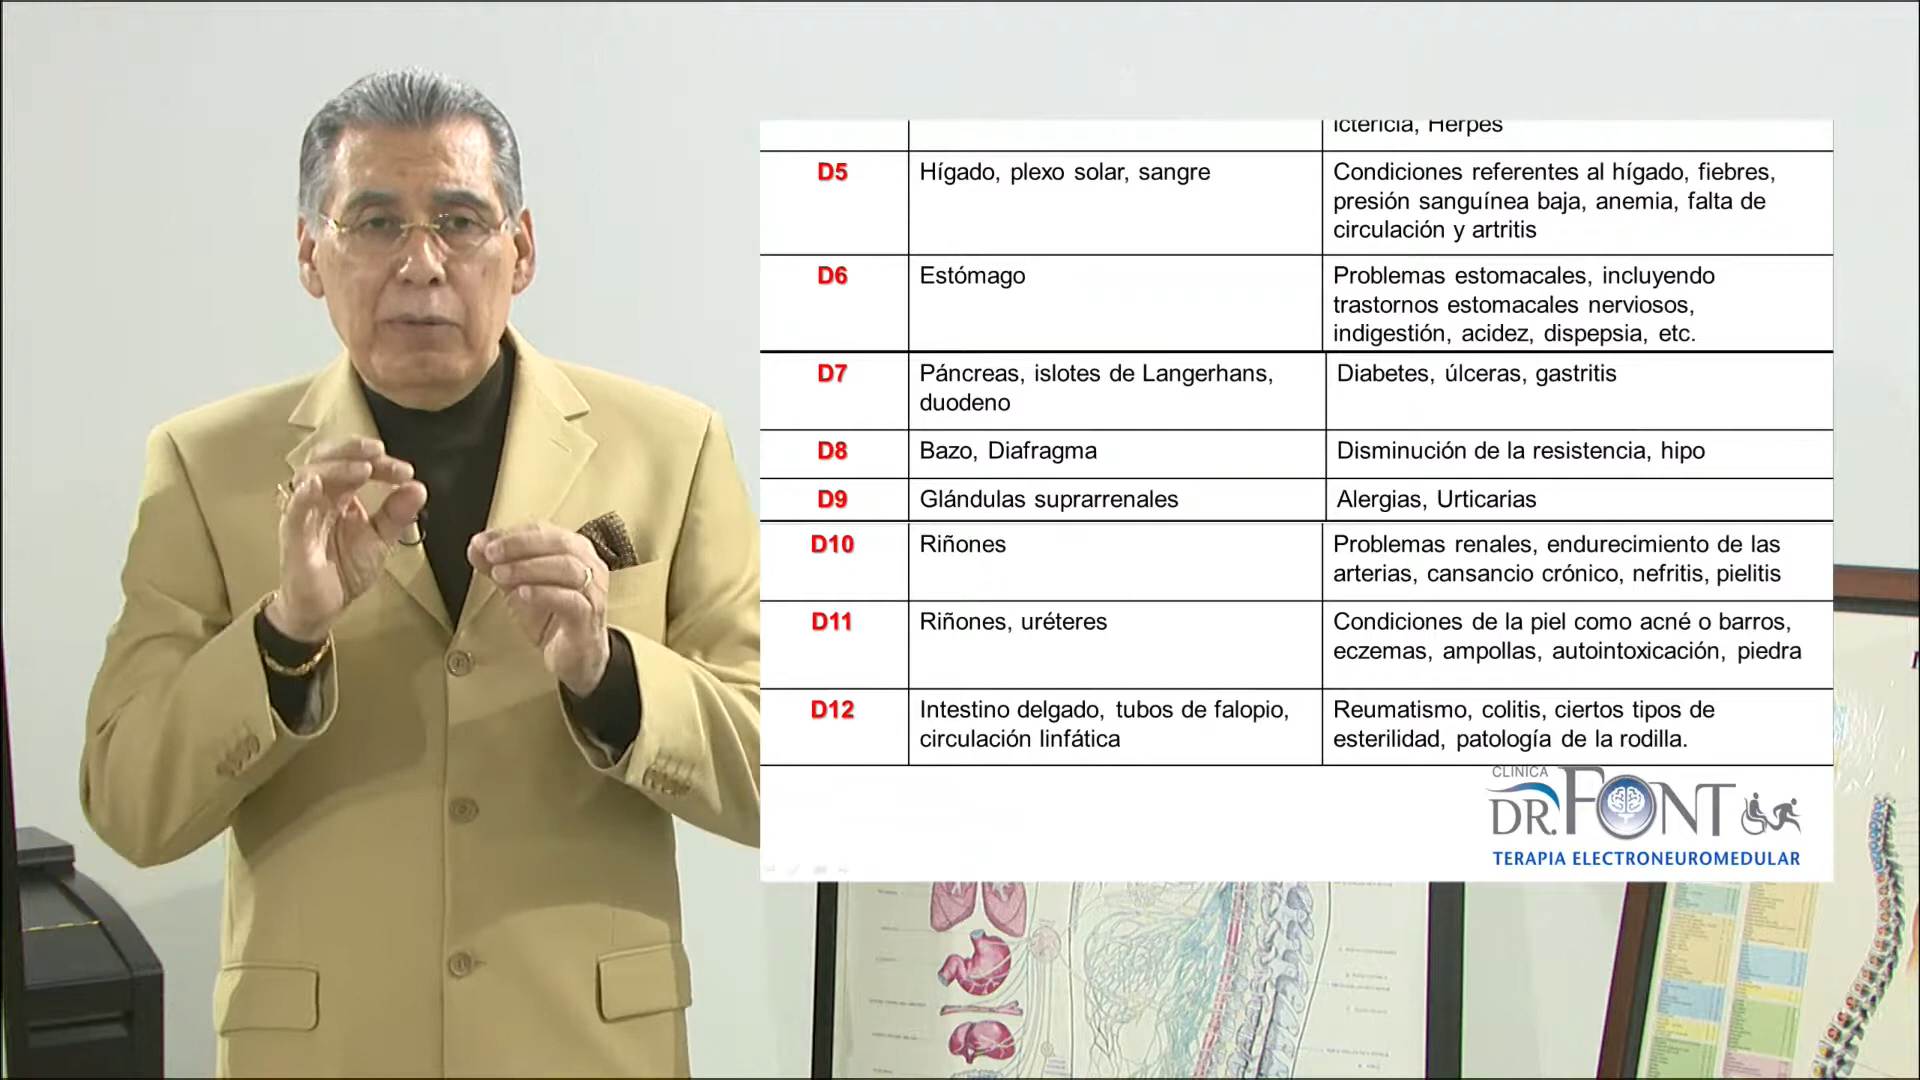 Ictericia, Herpes
D5
Hígado, plexo solar, sangre
Condiciones referentes al hígado, fiebres,
presión sanguínea baja, anemia, falta de
circulación y artritis
D6
Estómago
Problemas estomacales, incluyendo
trastornos estomacales nerviosos,
indigestión, acidez, dispepsia, etc.
D7
Páncreas, islotes de Langerhans,
duodeno
Diabetes, úlceras, gastritis
D8
Bazo, Diafragma
Disminución de la resistencia, hipo
D9
Glándulas suprarrenales
Alergias, Urticarias
D10
Riñones
Problemas renales, endurecimiento de las
arterias, cansancio crónico, nefritis, pielitis
D11
Riñones, uréteres
Condiciones de la piel como acné o barros,
eczemas, ampollas, autointoxicación, piedra
D12
Intestino delgado, tubos de falopio,
circulación linfática
Reumatismo, colitis, ciertos tipos de
esterilidad, patología de la rodilla.
CLINICA
DR. FONT
TERAPIA ELECTRONEUROMEDULAR